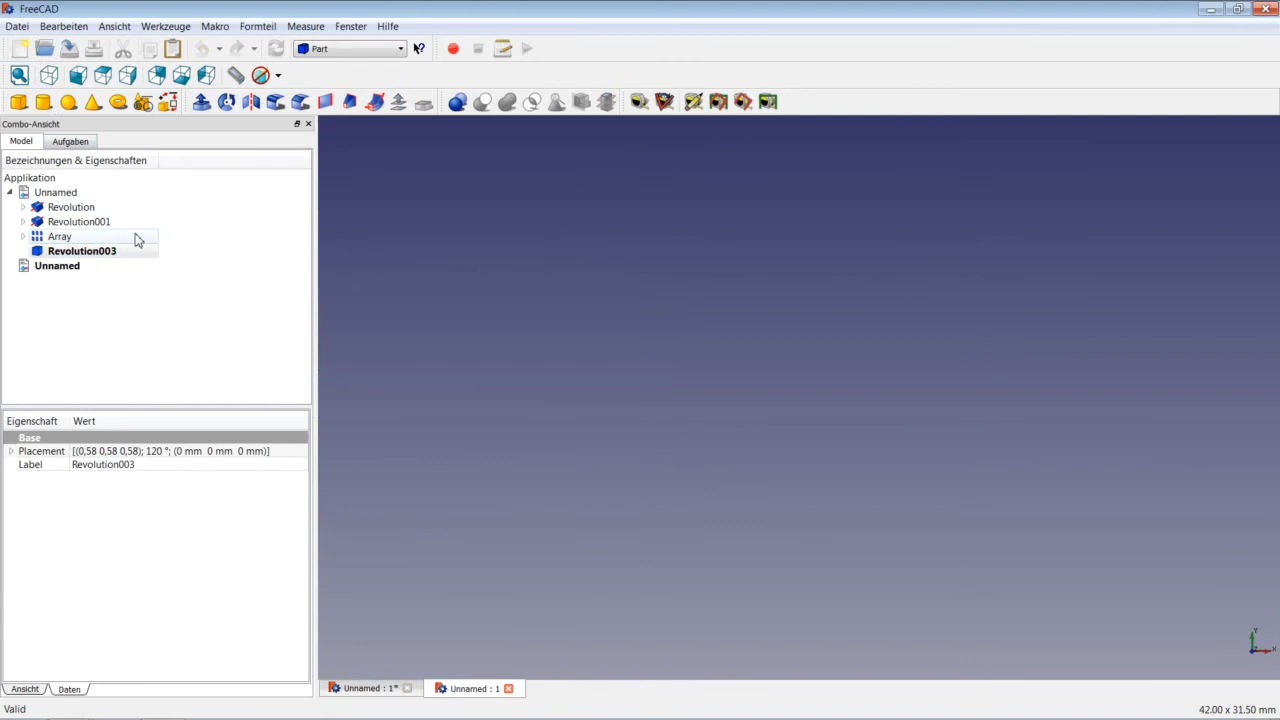 FreeCAD
Datei Bearbeiten Ansicht Werkzeuge Makro Formteil Measure Fenster Hilfe
Part
Combo-Ansicht
Model Aufgaben
Bezeichnungen & Eigenschaften
Applikation
Unnamed
Revolution
Revolution001
Array
Revolution003
Unnamed
Eigenschaft Wert
Base
Placement [(0,58 0,58 0,58); 120 °; (0 mm 0 mm 0 mm)]
Label Revolution003
Y
X
Ansicht Daten
Unnamed : 1* Unnamed : 1
Valid 42.00 x 31.50 mm